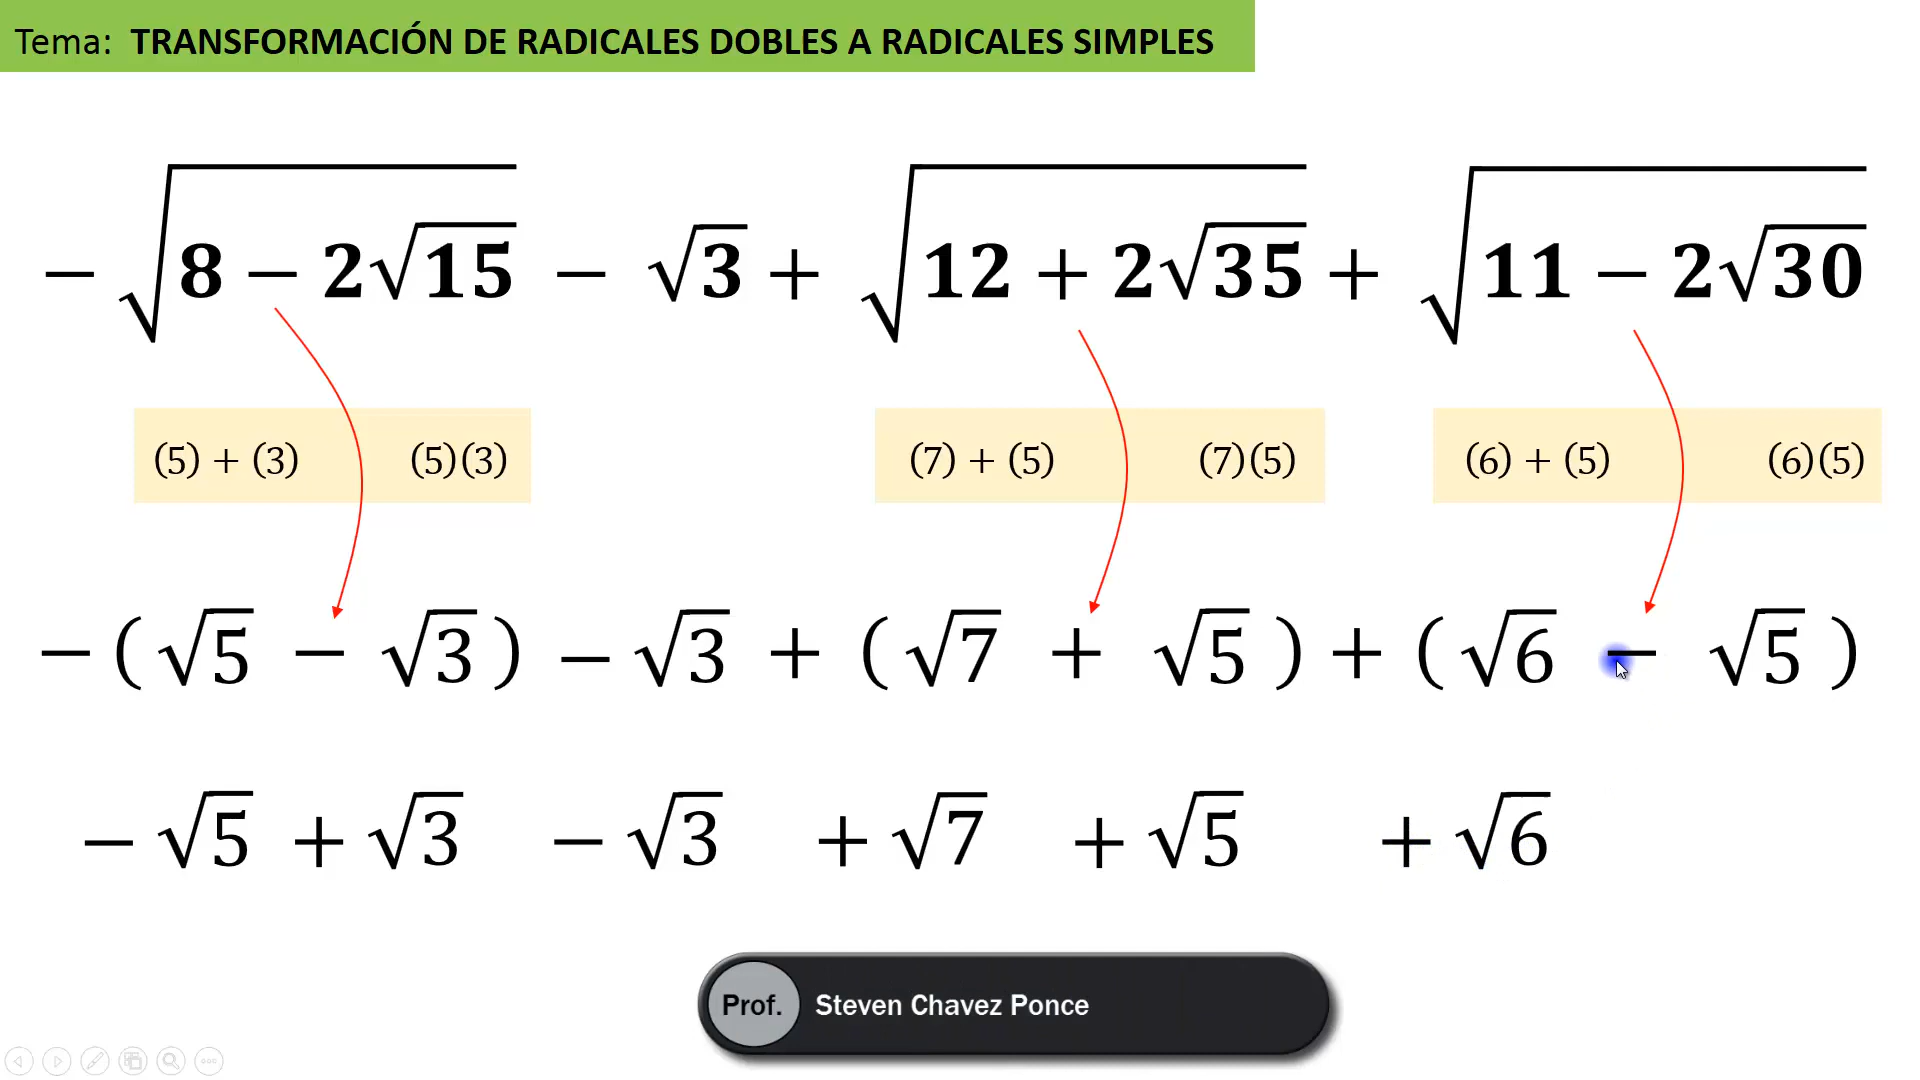 Tema: TRANSFORMACIÓN DE RADICALES DOBLES A RADICALES SIMPLES
− √(8 − 2√15) − √3 + √(12 + 2√35) + √(11 − 2√30)
(5) + (3) (5)(3) (7) + (5) (7)(5) (6) + (5) (6)(5)
−( √5 − √3 ) − √3 + ( √7 + √5 ) + ( √6 − √5 )
− √5 + √3 − √3 + √7 + √5 + √6
Prof. Steven Chavez Ponce